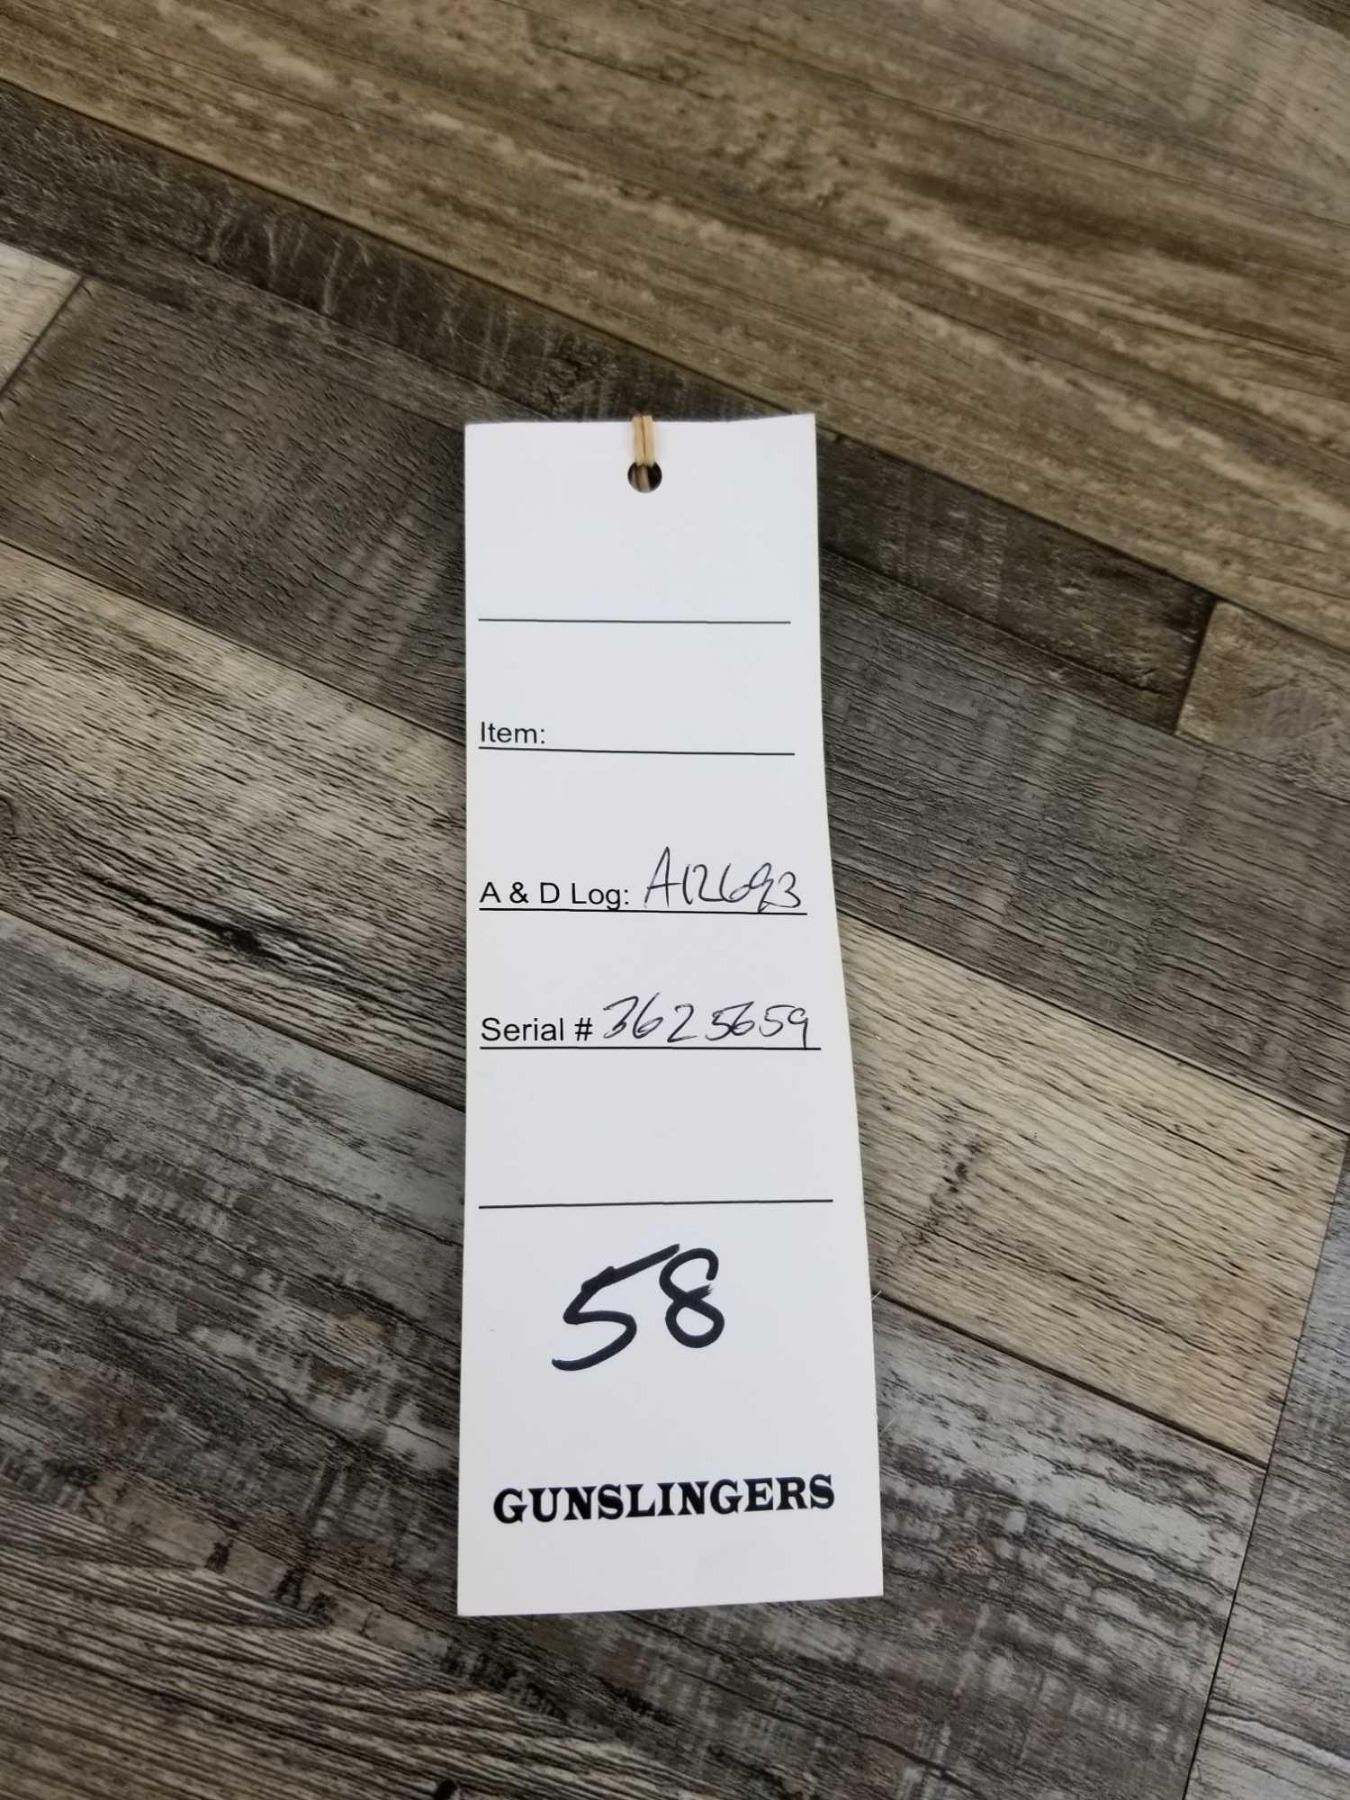 Item:
A & D Log: A12693
Serial # 3625659
58
GUNSLINGERS